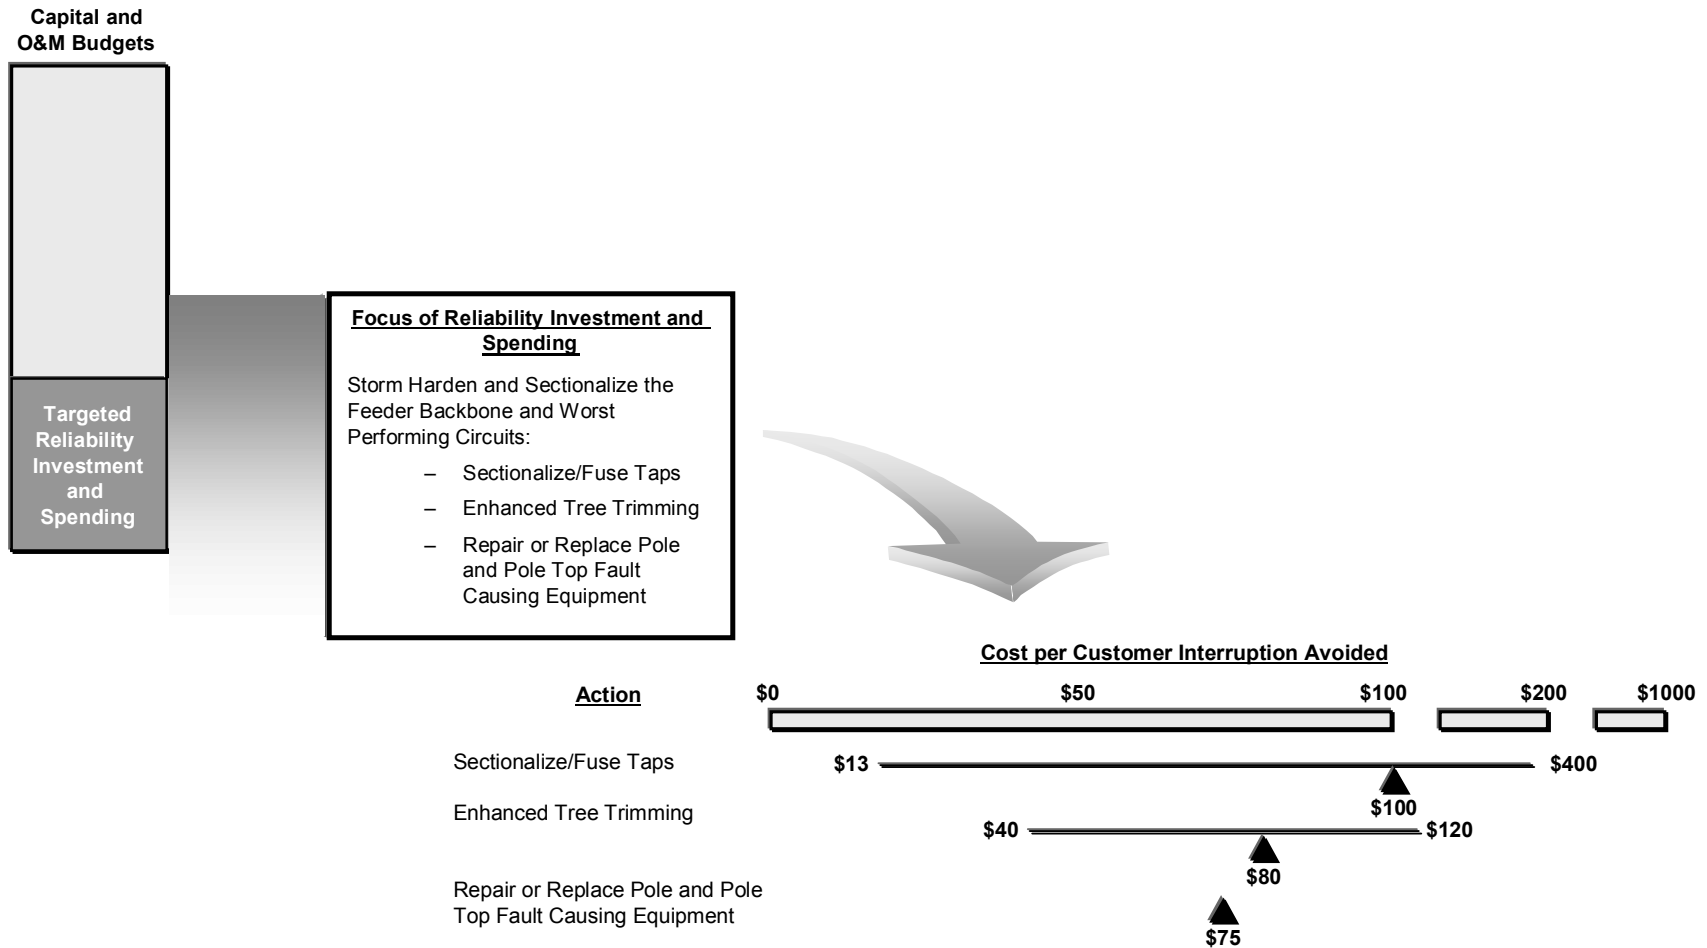 Capital and
O&M Budgets
Targeted
Reliability
Investment
and
Spending
Focus of Reliability Investment and
Spending
Storm Harden and Sectionalize the
Feeder Backbone and Worst
Performing Circuits:
– Sectionalize/Fuse Taps
– Enhanced Tree Trimming
– Repair or Replace Pole
and Pole Top Fault
Causing Equipment
Cost per Customer Interruption Avoided
Action $0 $50 $100 $200 $1000
Sectionalize/Fuse Taps $13 $400
$100
Enhanced Tree Trimming
$40 $120
$80
Repair or Replace Pole and Pole
Top Fault Causing Equipment
$75